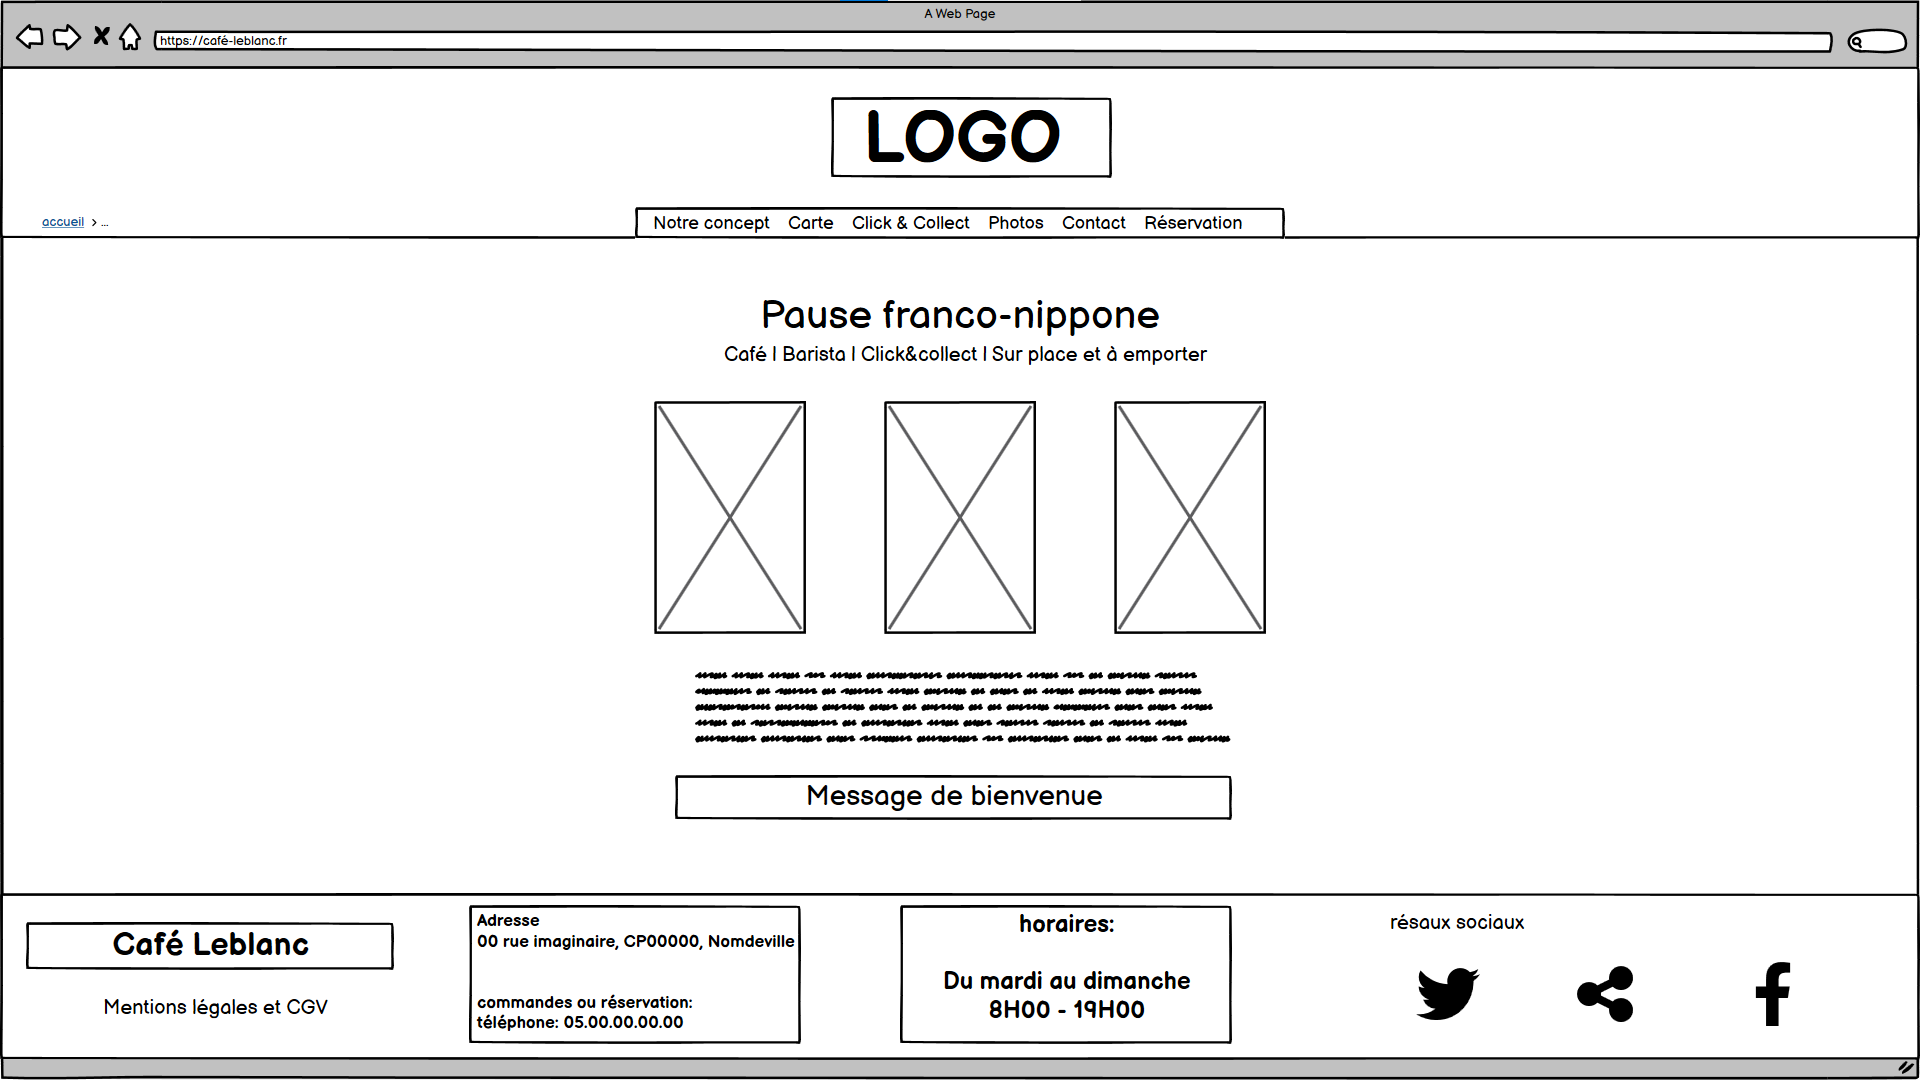 A Web Page
https://café-leblanc.fr
LOGO
accueil > ...
Notre concept Carte Click & Collect Photos Contact Réservation
Pause franco-nippone
Café | Barista | Click&collect | Sur place et à emporter
Message de bienvenue
Café Leblanc
Mentions légales et CGV
Adresse
00 rue imaginaire, CP00000, Nomdeville
commandes ou réservation:
téléphone: 05.00.00.00.00
horaires:
Du mardi au dimanche
8H00 - 19H00
résaux sociaux